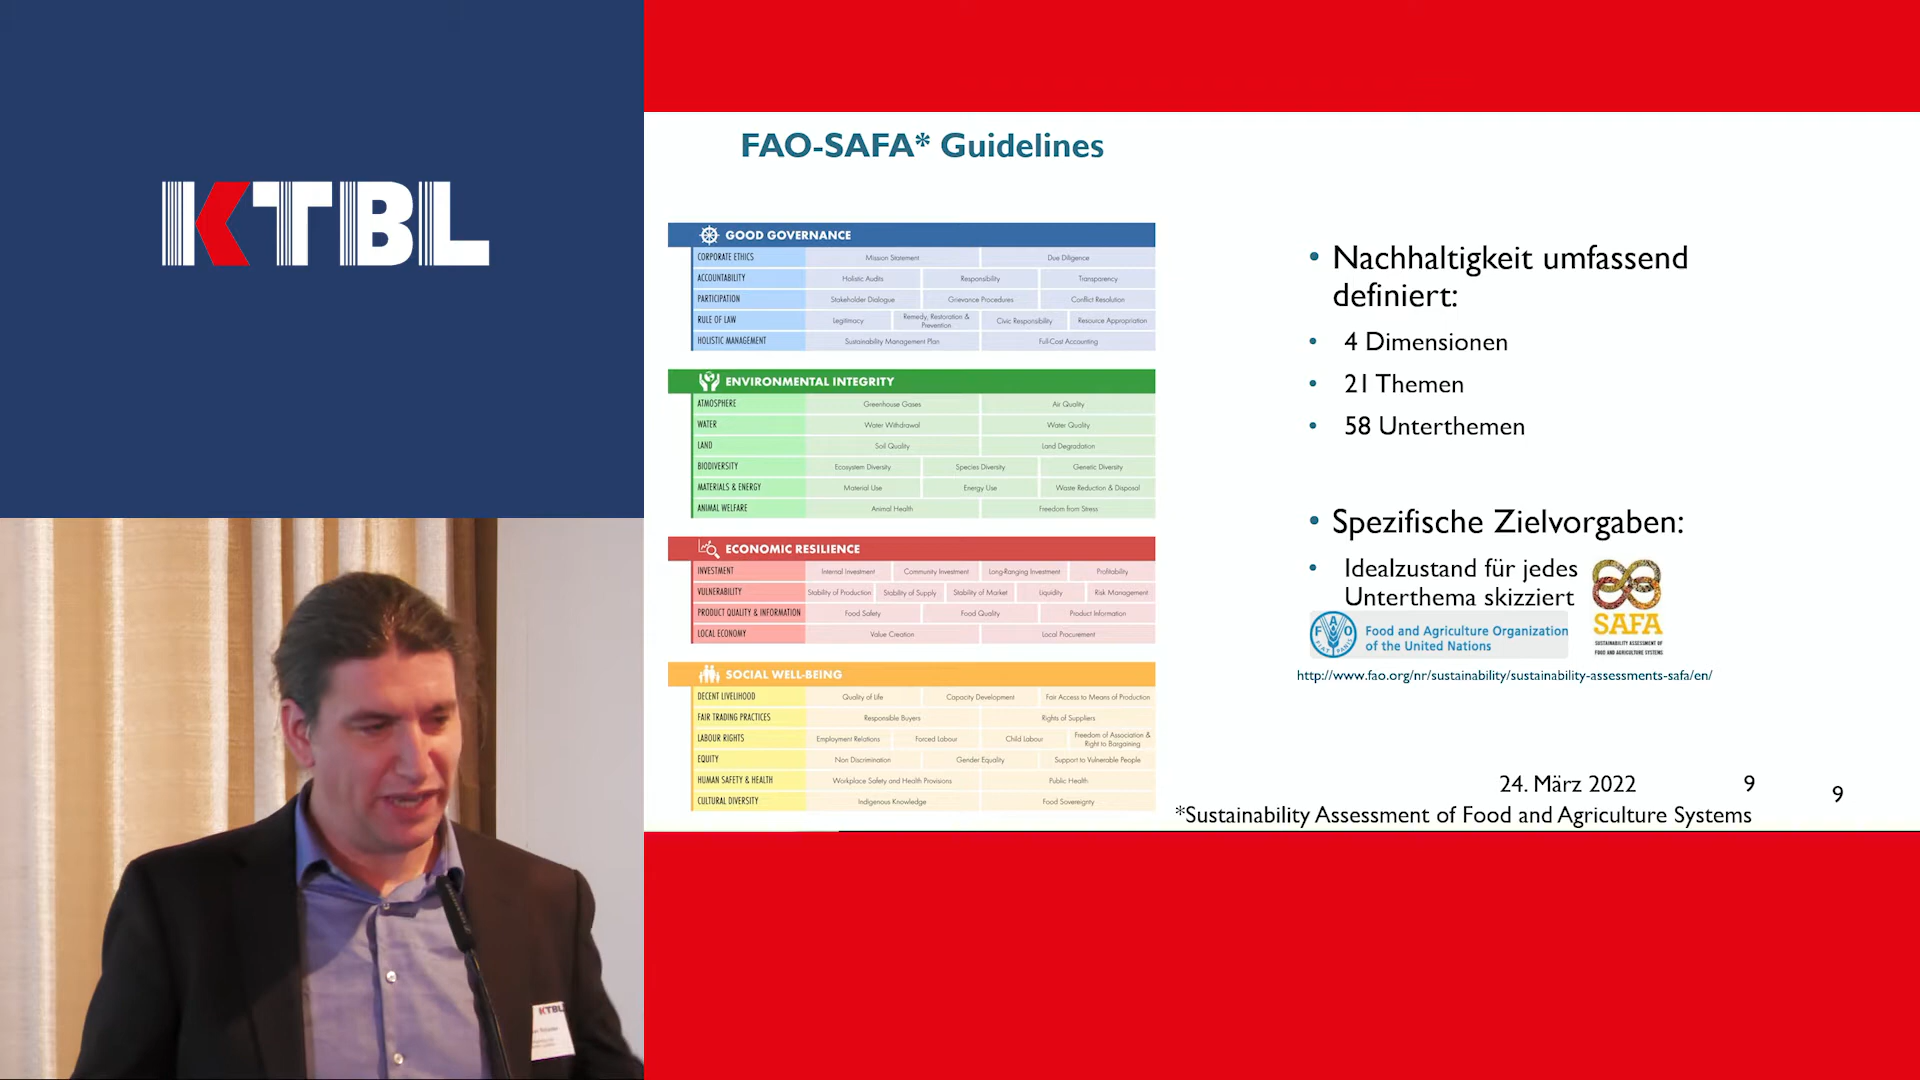 KTBL
FAO-SAFA* Guidelines
GOOD GOVERNANCE
CORPORATE ETHICS Mission Statement Due Diligence
ACCOUNTABILITY Holistic Audits Responsibility Transparency
PARTICIPATION Stakeholder Dialogue Grievance Procedures Conflict Resolution
RULE OF LAW Legitimacy Remedy, Restoration & Prevention Civic Responsibility Resource Appropriation
HOLISTIC MANAGEMENT Sustainability Management Plan Full-Cost Accounting
ENVIRONMENTAL INTEGRITY
ATMOSPHERE Greenhouse Gases Air Quality
WATER Water Withdrawal Water Quality
LAND Soil Quality Land Degradation
BIODIVERSITY Ecosystem Diversity Species Diversity Genetic Diversity
MATERIALS & ENERGY Material Use Energy Use Waste Reduction & Disposal
ANIMAL WELFARE Animal Health Freedom from Stress
ECONOMIC RESILIENCE
INVESTMENT Internal Investment Community Investment Long-Ranging Investment Profitability
VULNERABILITY Stability of Production Stability of Supply Stability of Market Liquidity Risk Management
PRODUCT QUALITY & INFORMATION Food Safety Food Quality Product Information
LOCAL ECONOMY Value Creation Local Procurement
SOCIAL WELL-BEING
DECENT LIVELIHOOD Quality of Life Capacity Development Fair Access to Means of Production
FAIR TRADING PRACTICES Responsible Buyers Rights of Suppliers
LABOUR RIGHTS Employment Relations Forced Labour Child Labour Freedom of Association & Right to Bargaining
EQUITY Non Discrimination Gender Equality Support to Vulnerable People
HUMAN SAFETY & HEALTH Workplace Safety and Health Provisions Public Health
CULTURAL DIVERSITY Indigenous Knowledge Food Sovereignty
• Nachhaltigkeit umfassend
definiert:
• 4 Dimensionen
• 21 Themen
• 58 Unterthemen
• Spezifische Zielvorgaben:
• Idealzustand für jedes
Unterthema skizziert
FAO
FIAT PANIS
Food and Agriculture Organization
of the United Nations
SAFA
SUSTAINABILITY ASSESSMENT OF
FOOD AND AGRICULTURE SYSTEMS
http://www.fao.org/nr/sustainability/sustainability-assessments-safa/en/
24. März 2022 9
9
*Sustainability Assessment of Food and Agriculture Systems
KTBL